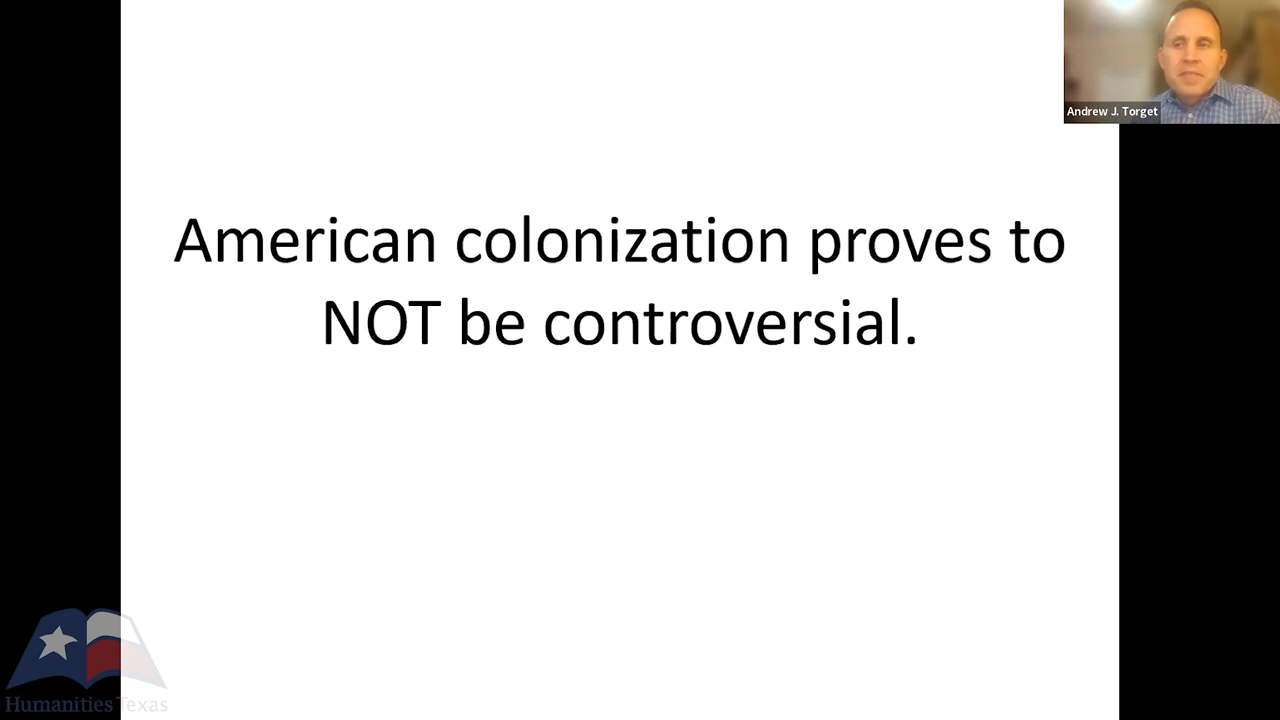 Andrew J. Torget
American colonization proves to
NOT be controversial.
Humanities Texas